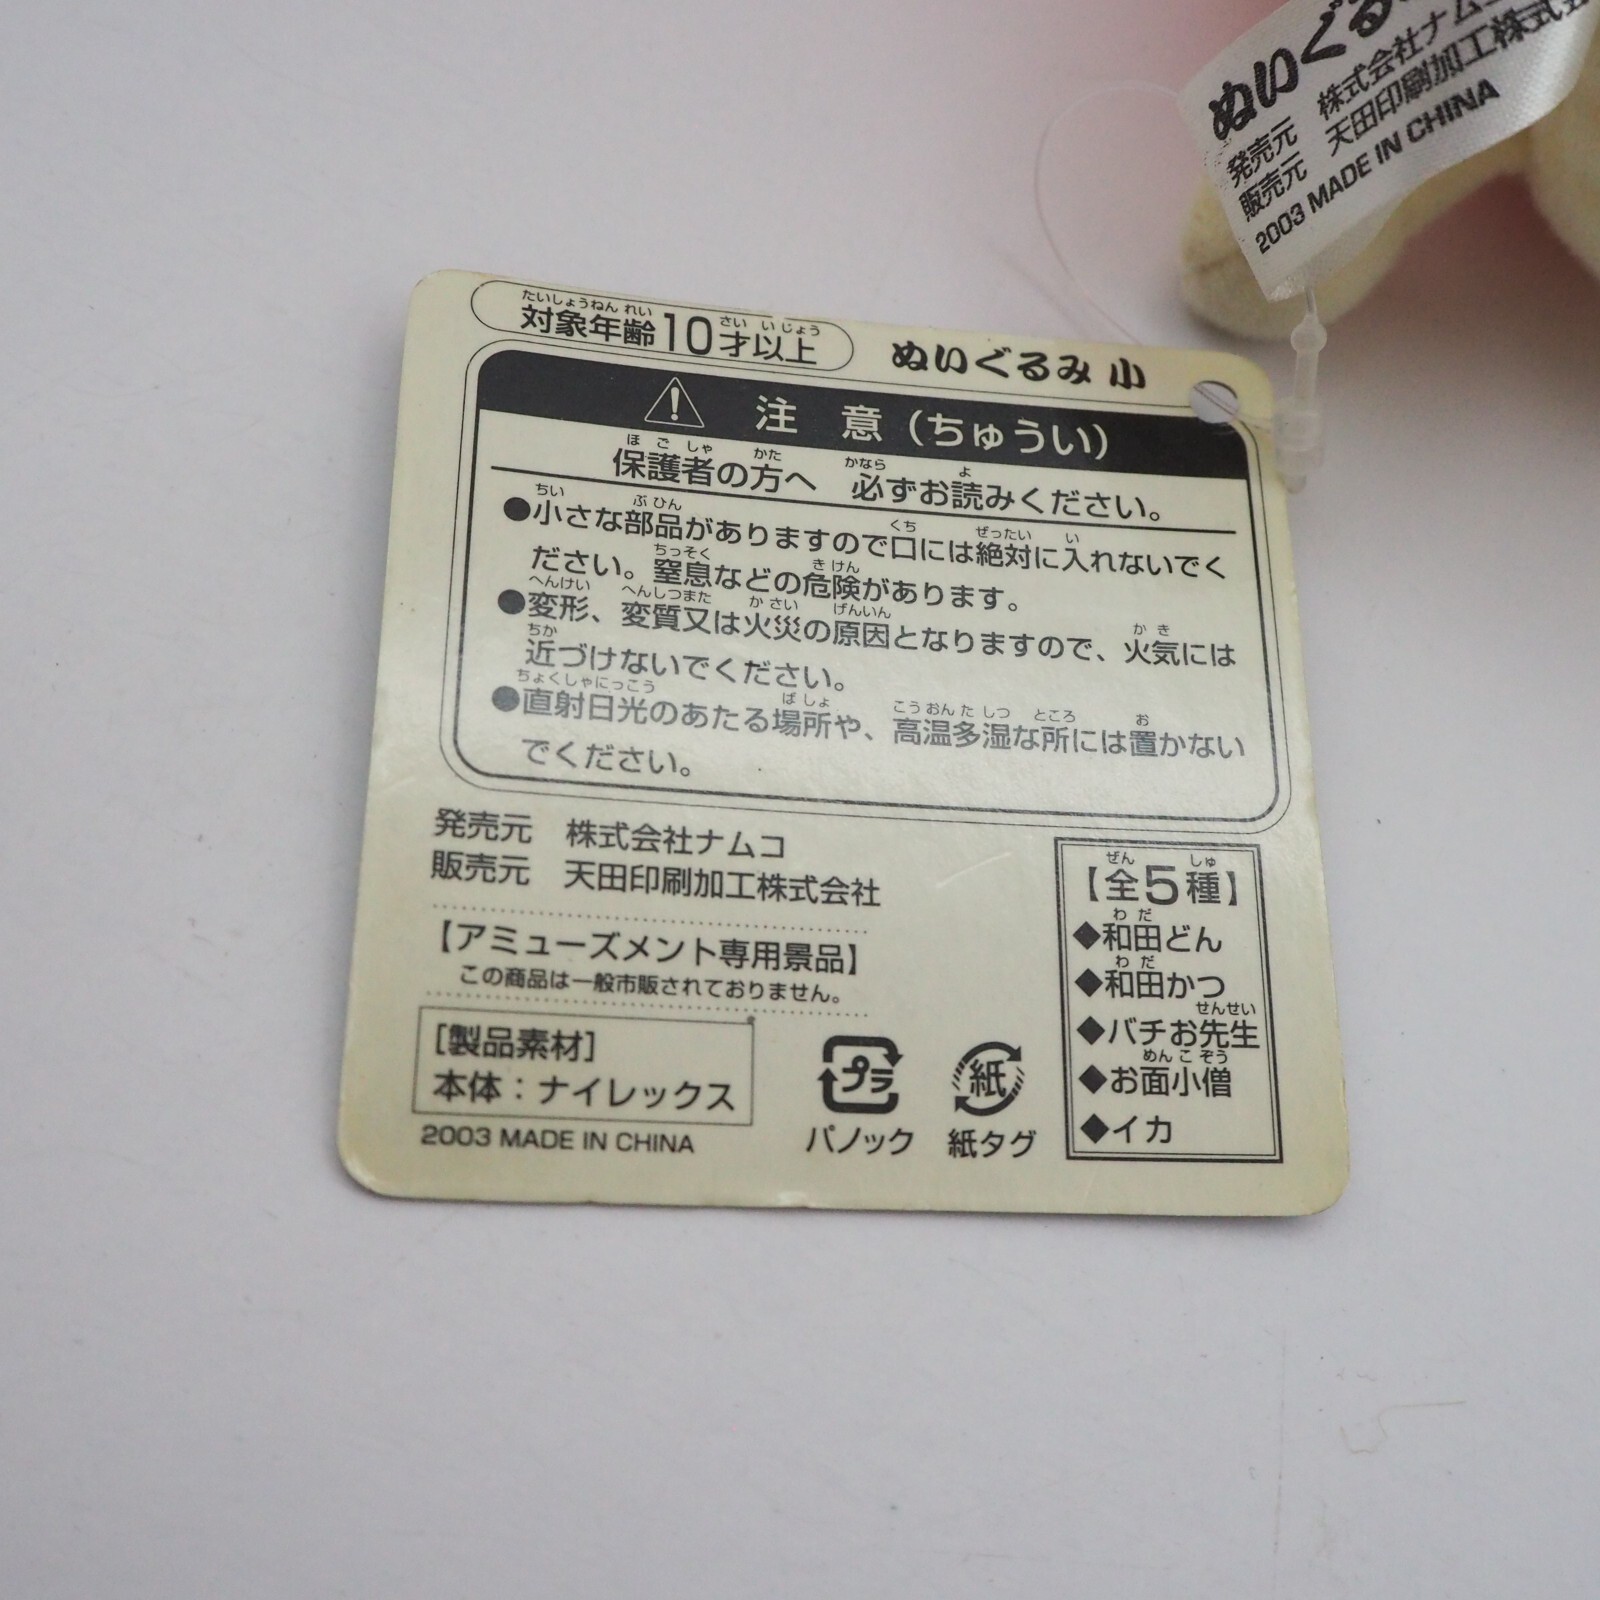 ぬいぐる
発売元 株式会社ナムコ
販売元 天田印刷加工株式会
2003 MADE IN CHINA
たいしょうねんれい さいいじょう
対象年齢10才以上
ぬいぐるみ 小
注 意(ちゅうい)
ほごしゃ かた かなら よ
保護者の方へ 必ずお読みください。
ちい ぶひん くち ぜったい い
●小さな部品がありますので口には絶対に入れないでく
ちっそく きけん
ださい。窒息などの危険があります。
へんけい へんしつまた かさい げんいん かき
●変形、変質又は火災の原因となりますので、火気には
ちか
近づけないでください。
ちょくしゃにっこう ばしょ こうおんたしつ ところ お
●直射日光のあたる場所や、高温多湿な所には置かない
でください。
発売元 株式会社ナムコ
販売元 天田印刷加工株式会社
【アミューズメント専用景品】
この商品は一般市販されておりません。
[製品素材]
本体:ナイレックス
2003 MADE IN CHINA
プラ
パノック
紙
紙タグ
ぜん しゅ
【全5種】
わだ
◆和田どん
わだ
◆和田かつ
せんせい
◆バチお先生
めんこぞう
◆お面小僧
◆イカ